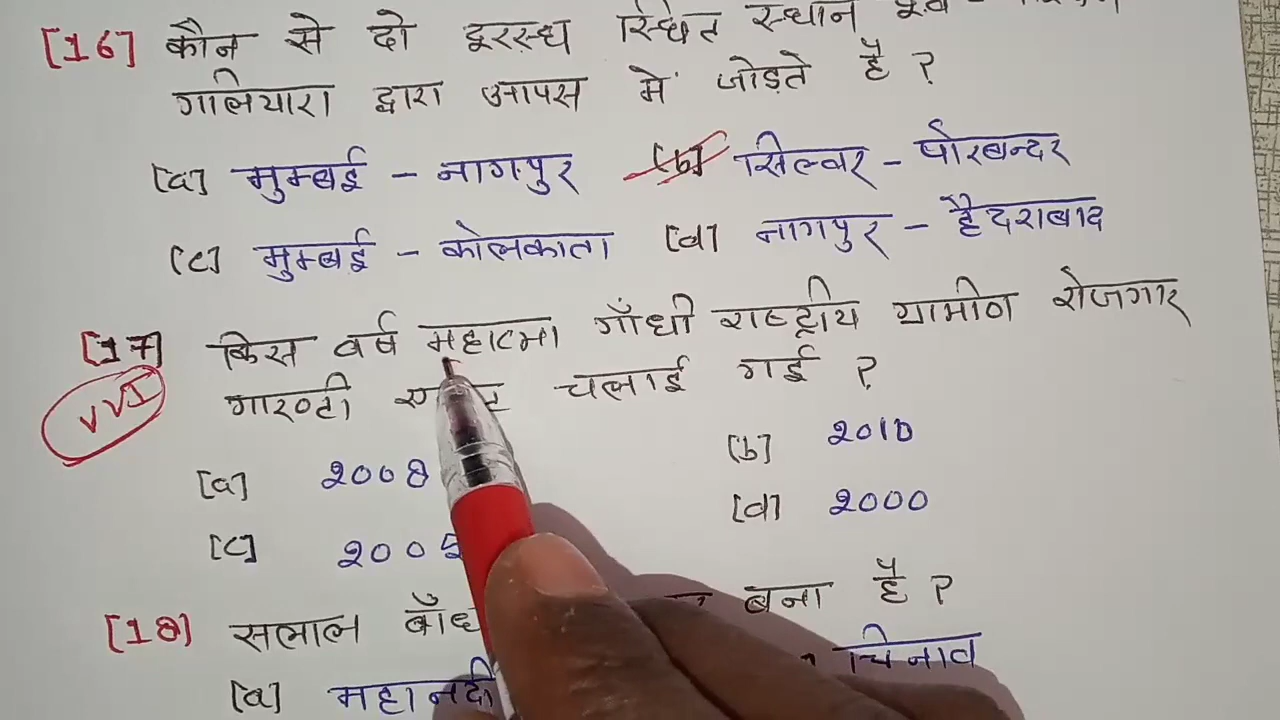 [16] कौन से दो दूरस्थ स्थित स्थान पूर्व -
गलियारा द्वारा आपस में जोड़ते है ?
[a] मुम्बई - नागपुर [b] सिल्चर - पोरबन्दर
[c] मुम्बई - कोलकाता [d] नागपुर - हैदराबाद
[17] किस वर्ष महात्मा गाँधी राष्ट्रीय ग्रामीण रोजगार
VVI गारण्टी चलाई गई ?
[a] 2008 [b] 2010
[c] 2005 [d] 2000
[18] सलाल बाँध बना है ?
[a] महानदी चिनाव